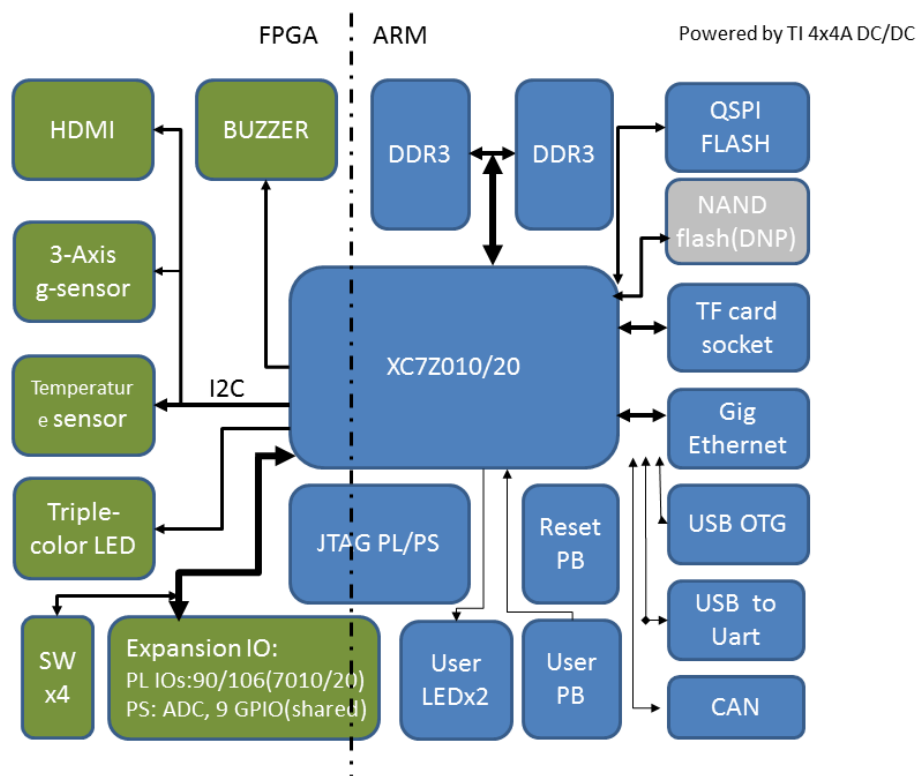 FPGA
ARM
Powered by TI 4x4A DC/DC
HDMI
BUZZER
DDR3
DDR3
QSPI
FLASH
NAND
flash(DNP)
3-Axis
g-sensor
XC7Z010/20
TF card
socket
Temperatur
e sensor
I2C
Gig
Ethernet
Triple-
color LED
JTAG PL/PS
Reset
PB
USB OTG
USB to
Uart
SW
x4
Expansion IO:
PL IOs:90/106(7010/20)
PS: ADC, 9 GPIO(shared)
User
LEDx2
User
PB
CAN